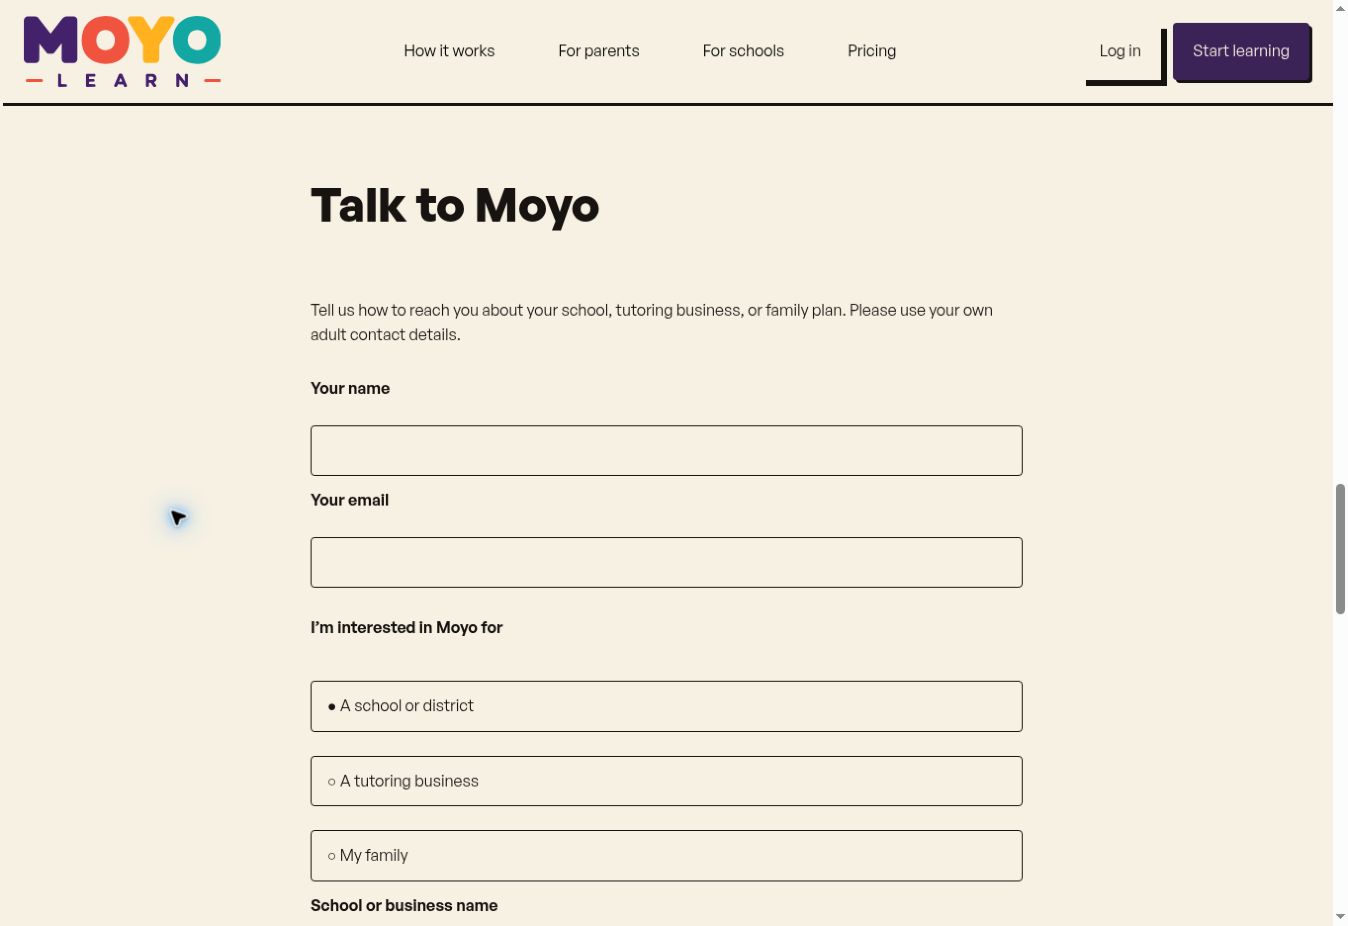 MOYO
LEARN
How it works
For parents
For schools
Pricing
Log in
Start learning
Talk to Moyo
Tell us how to reach you about your school, tutoring business, or family plan. Please use your own
adult contact details.
Your name
Your email
I’m interested in Moyo for
● A school or district
○ A tutoring business
○ My family
School or business name